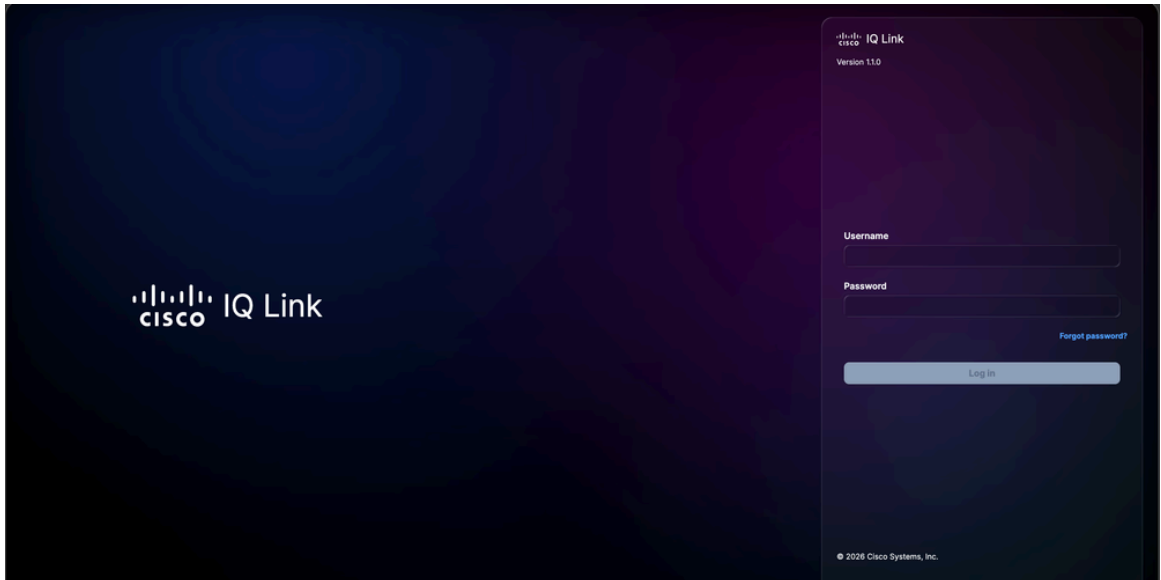 cisco IQ Link
cisco IQ Link
Version 1.1.0
Username
Password
Forgot password?
Log in
© 2026 Cisco Systems, Inc.